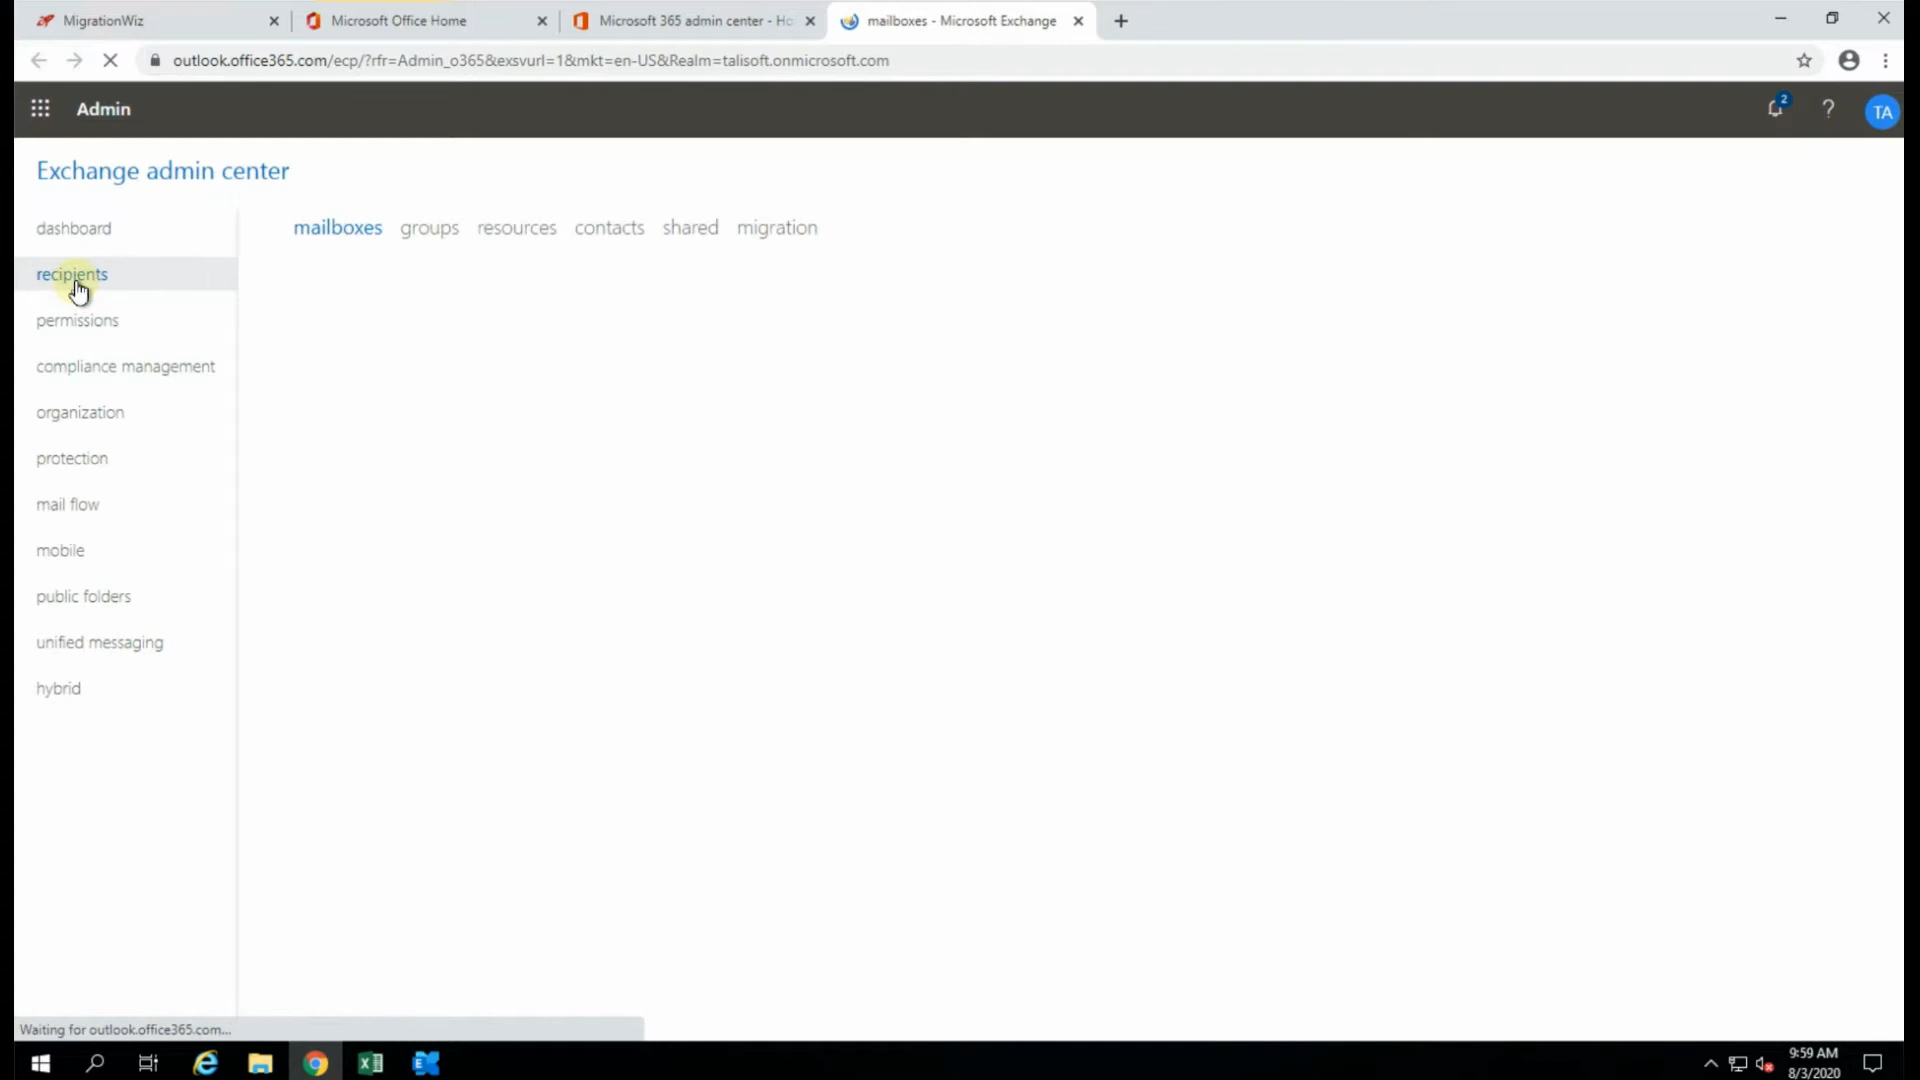 MigrationWiz
Microsoft Office Home
Microsoft 365 admin center - Ho
mailboxes - Microsoft Exchange
outlook.office365.com/ecp/?rfr=Admin_o365&exsvurl=1&mkt=en-US&Realm=talisoft.onmicrosoft.com
Admin
2
?
TA
Exchange admin center
dashboard
mailboxes groups resources contacts shared migration
recipients
permissions
compliance management
organization
protection
mail flow
mobile
public folders
unified messaging
hybrid
Waiting for outlook.office365.com...
9:59 AM
8/3/2020